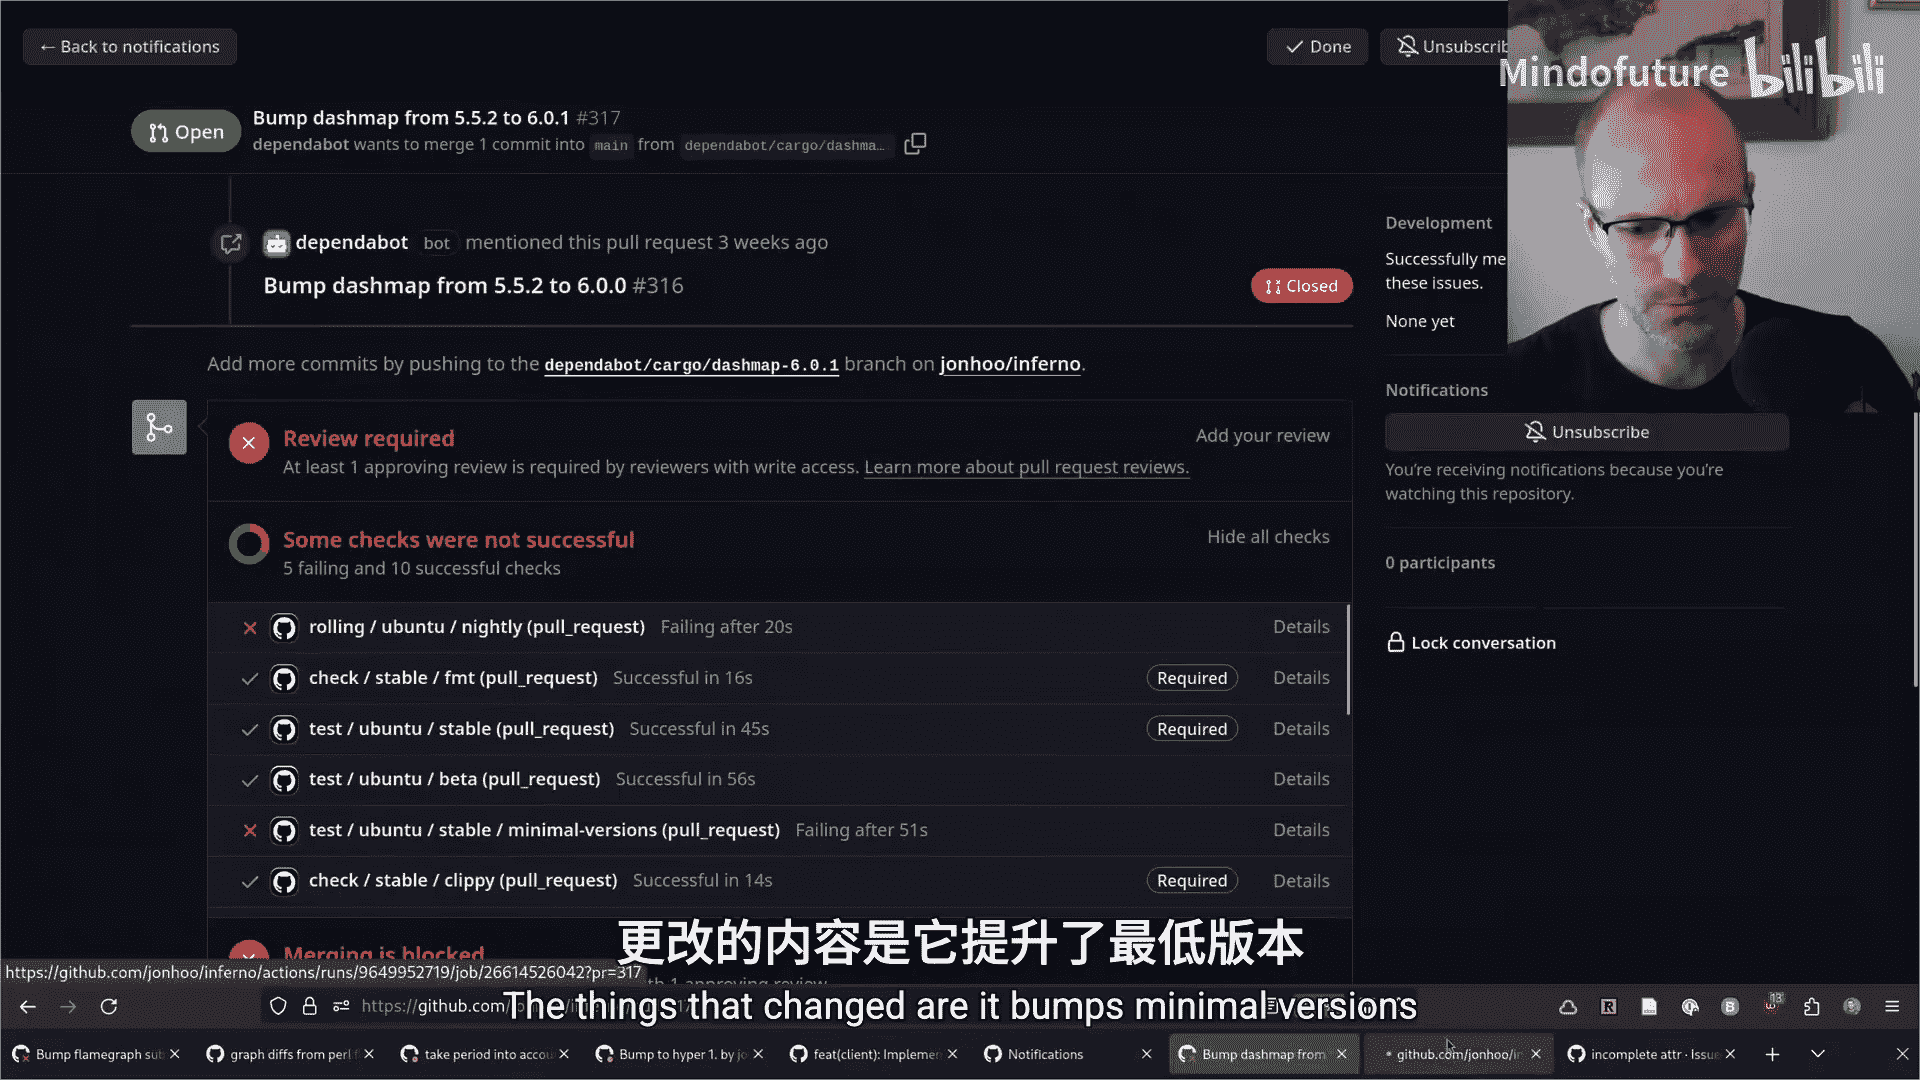 ← Back to notifications
Done
Unsubscrib
Mindofuture bilibili
Open
Bump dashmap from 5.5.2 to 6.0.1 #317
dependabot wants to merge 1 commit into main from dependabot/cargo/dashma…
dependabot bot mentioned this pull request 3 weeks ago
Bump dashmap from 5.5.2 to 6.0.0 #316
Closed
Development
Successfully me
these issues.
None yet
Add more commits by pushing to the dependabot/cargo/dashmap-6.0.1 branch on jonhoo/inferno.
Notifications
Unsubscribe
You're receiving notifications because you're
watching this repository.
Review required
Add your review
At least 1 approving review is required by reviewers with write access. Learn more about pull request reviews.
Some checks were not successful
Hide all checks
5 failing and 10 successful checks
0 participants
Lock conversation
rolling / ubuntu / nightly (pull_request) Failing after 20s Details
check / stable / fmt (pull_request) Successful in 16s Required Details
test / ubuntu / stable (pull_request) Successful in 45s Required Details
test / ubuntu / beta (pull_request) Successful in 56s Details
test / ubuntu / stable / minimal-versions (pull_request) Failing after 51s Details
check / stable / clippy (pull_request) Successful in 14s Required Details
更改的内容是它提升了最低版本
Merging is blocked
https://github.com/jonhoo/inferno/actions/runs/9649952719/job/26614526042?pr=317
th 1 approving review
https://github.com/
The things that changed are it bumps minimal versions
13
Bump flamegraph sub
graph diffs from perl f
take period into accou
Bump to hyper 1. by jo
feat(client): Implemen
Notifications
Bump dashmap from
github.com/jonhoo/in
incomplete attr · Issu